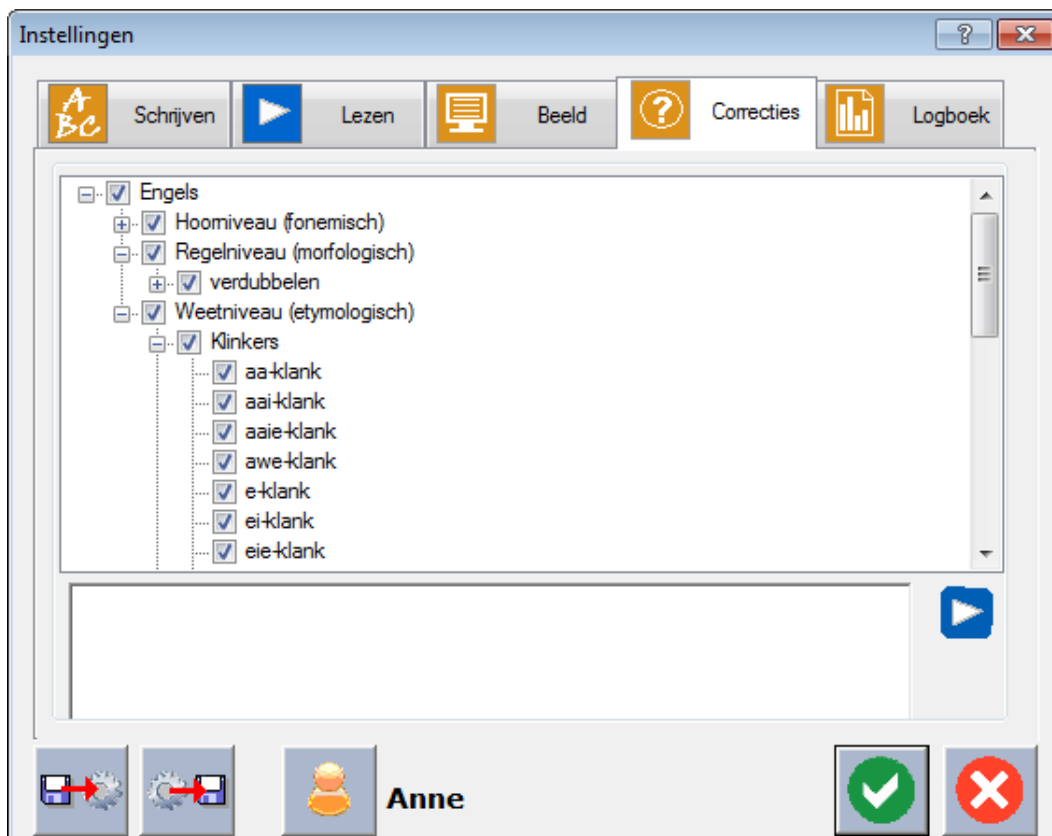 Instellingen
ABC Schrijven Lezen Beeld Correcties Logboek
Engels
Hoorniveau (fonemisch)
Regelniveau (morfologisch)
verdubbelen
Weetniveau (etymologisch)
Klinkers
aa-klank
aai-klank
aaie-klank
awe-klank
e-klank
ei-klank
eie-klank
Anne